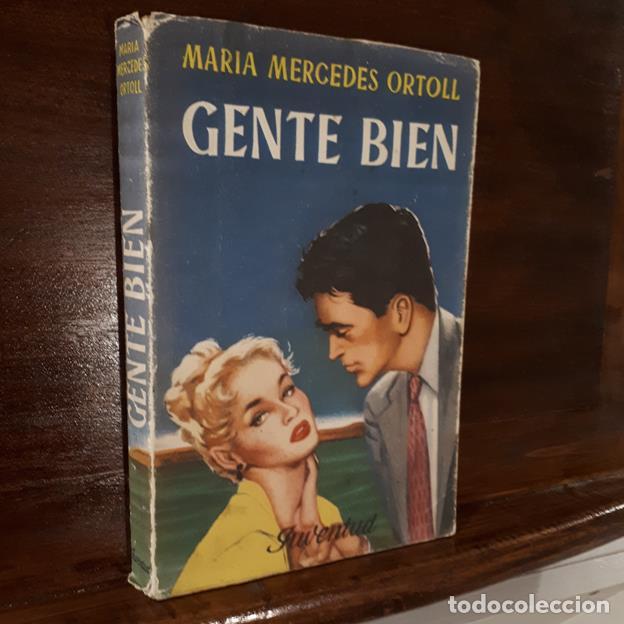 MARIA
MERCEDES
ORTOLL
GENTE BIEN
MARIA MERCEDES ORTOLL
GENTE BIEN
Juventud
todocoleccion